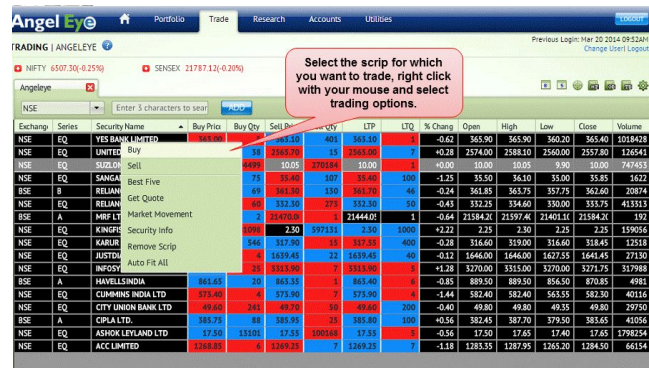 Angel Eye Portfolio Trade Research Accounts Utilities LOGOUT
TRADING | ANGELEYE Previous Login: Mar 20 2014 09:52AM
Change User| Logout
NIFTY 6507.30(-0.25%) SENSEX 21787.12(-0.20%)
Select the scrip for which
you want to trade, right click
with your mouse and select
trading options.
Angeleye
NSE Enter 3 characters to sear ADD
Exchang Series Security Name Buy Price Buy Qty Sell Pri Qty LTP LTQ % Chang Open High Low Close Volume
NSE EQ YES BANK LIMITED 365.00 365.10 401 365.10 1 -0.62 365.90 365.90 360.20 365.40 1018428
NSE EQ UNITED 38 2565.70 15 2565.00 7 +0.28 2574.00 2588.10 2560.00 2557.80 326541
NSE EQ SUZLON 4499 10.05 270184 10.00 1 +0.00 10.00 10.05 9.90 10.00 747453
NSE EQ SANGA 75 35.40 107 35.40 100 -1.25 35.50 36.10 35.00 35.85 1622
BSE B RELIAN 69 361.30 130 361.70 46 -0.24 361.85 363.75 357.75 362.60 20874
NSE EQ RELIAN 60 332.30 273 332.30 50 -0.43 332.25 334.60 330.00 333.75 413513
BSE A MRF LT 2 21470.0 1 21444.0 1 -0.64 21584.2 21597.4 21401.1 21584.2 192
NSE EQ KINGFIS 1098 2.30 597131 2.30 1000 +2.22 2.25 2.30 2.25 2.25 159056
NSE EQ KARUR 546 317.90 15 317.55 400 -0.28 316.60 319.00 316.60 318.45 12518
NSE EQ JUSTDI 4 1639.45 22 1639.45 40 -0.12 1646.00 1646.00 1627.55 1641.45 27130
NSE EQ INFOSY 25 3313.90 7 3313.90 3 +1.28 3270.00 3315.00 3270.00 3271.75 317988
BSE A HAVELLSINDIA 861.65 20 863.35 1 863.40 6 -0.85 889.50 889.50 856.50 870.85 4981
NSE EQ CUMMINS INDIA LTD 573.40 4 573.90 7 573.90 4 -1.44 582.40 582.40 563.55 582.30 40116
NSE EQ CITY UNION BANK LTD 49.60 241 49.70 50 49.60 200 -0.40 49.80 49.80 49.35 49.80 29750
BSE A CIPLA LTD. 385.75 88 385.95 25 385.80 100 +0.56 382.45 387.70 379.50 383.65 41056
NSE EQ ASHOK LEYLAND LTD 17.50 13101 17.55 100168 17.55 5 -0.56 17.50 17.65 17.40 17.65 1798254
NSE EQ ACC LIMITED 1268.85 6 1269.25 7 1269.25 7 -1.18 1283.35 1287.95 1265.20 1284.50 66154
Buy
Sell
Best Five
Get Quote
Market Movement
Security Info
Remove Scrip
Auto Fit All